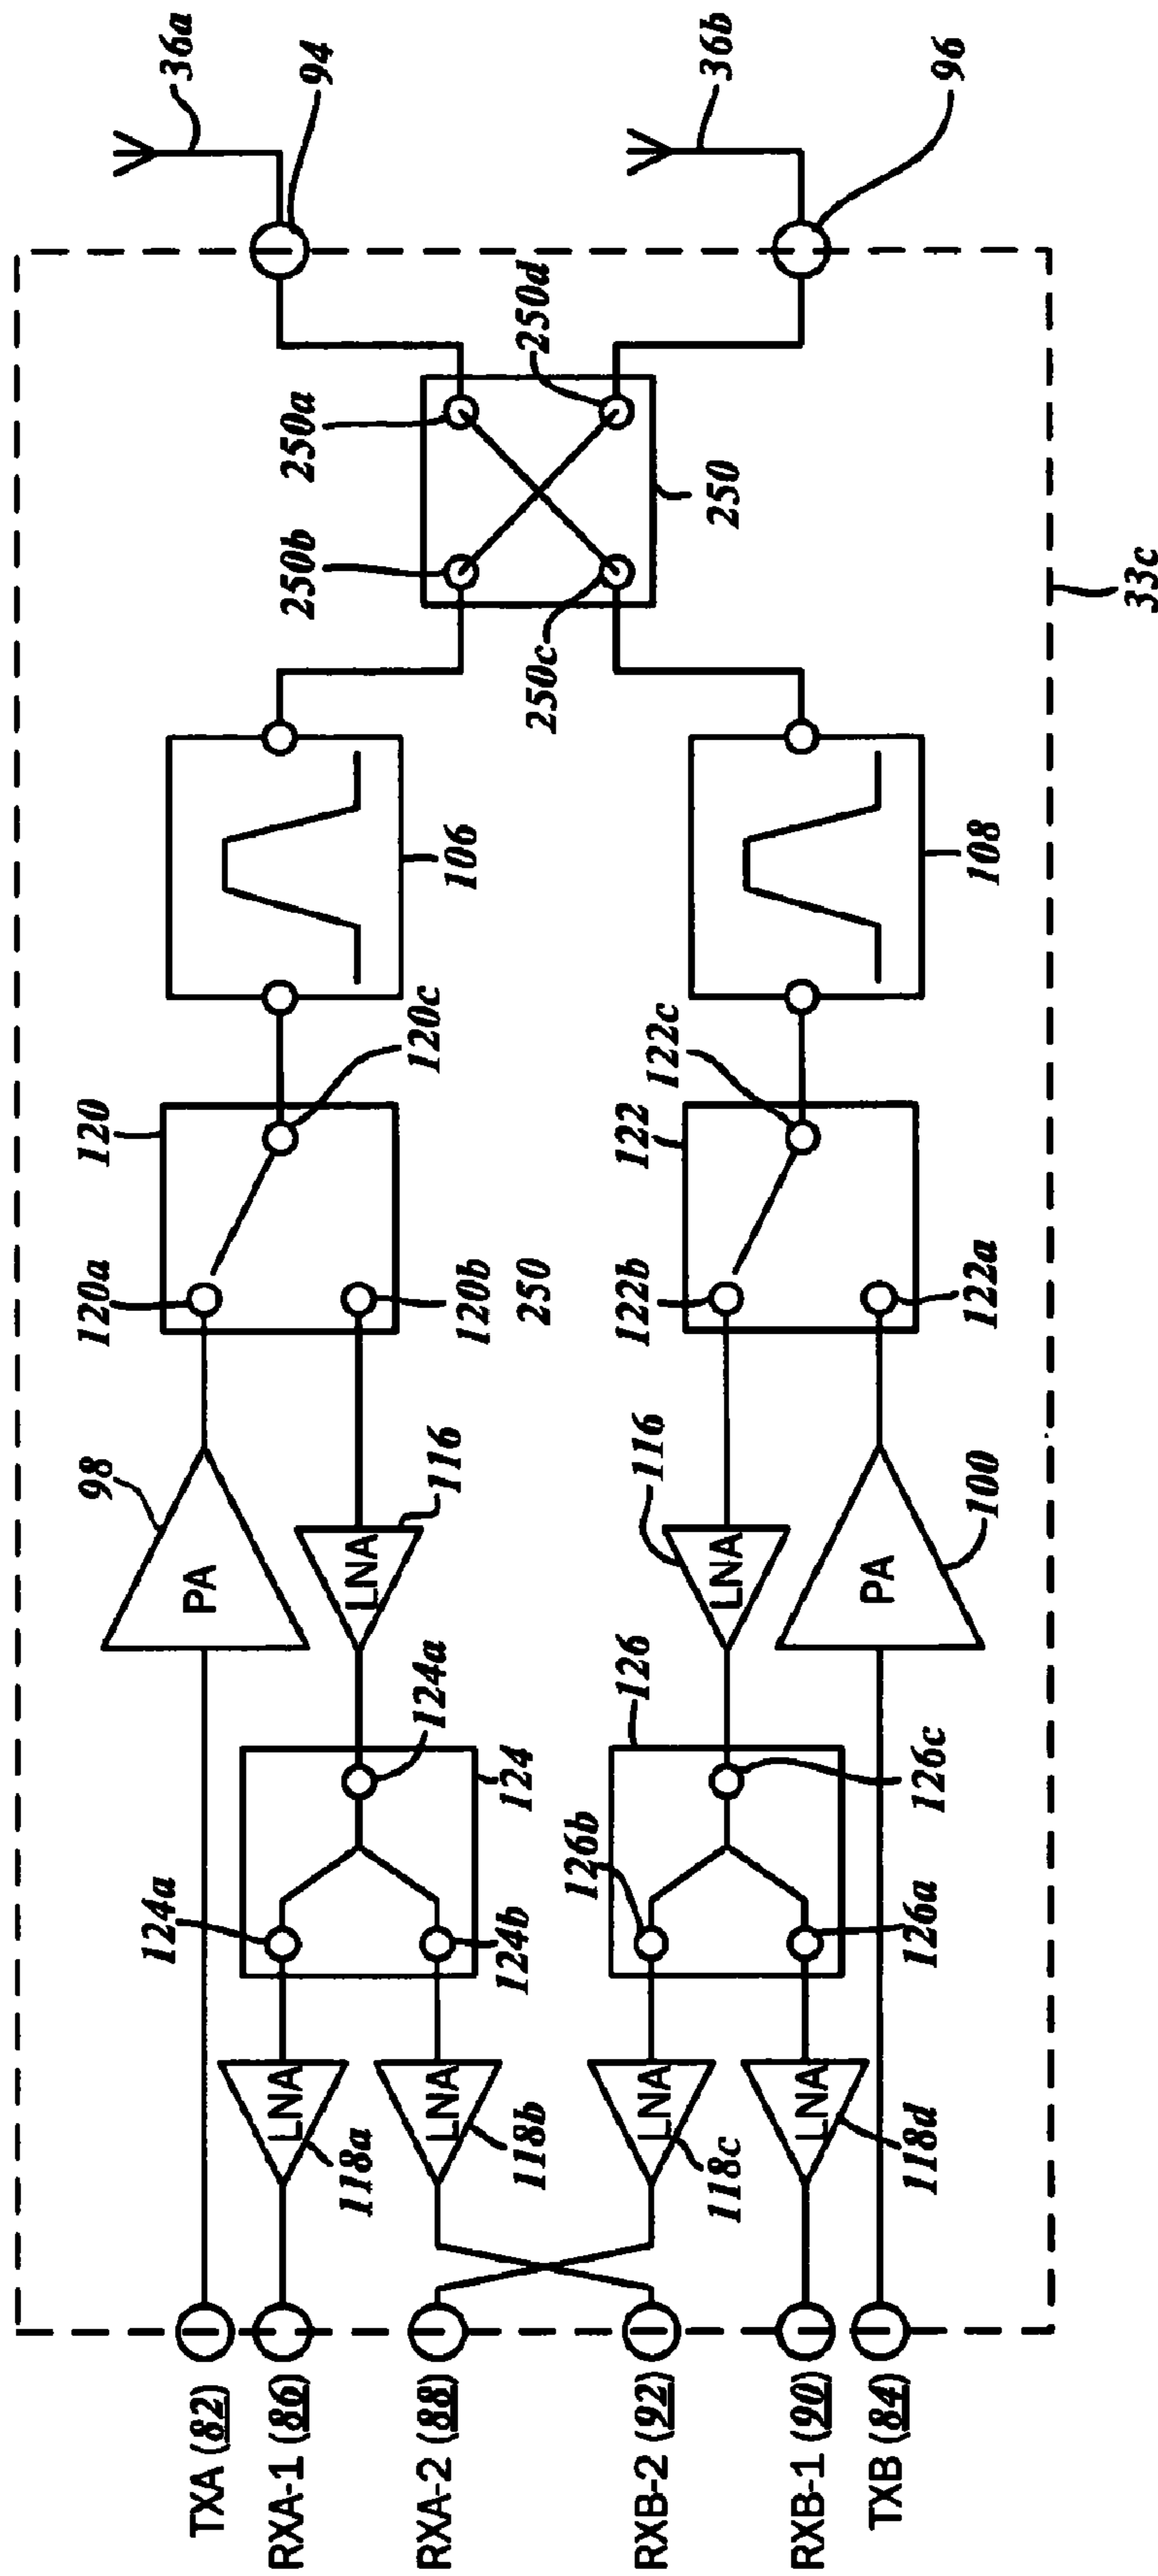 36a
94
36b
96
250a
250d
250b
250
250c
33c
106
108
120
120c
122c
122
120a
120b
250
122b
122a
98
PA
116
LNA
116
LNA
PA
100
124a
124
126
126c
124a
124b
126b
126a
LNA
118a
LNA
118b
LNA
118c
LNA
118d
TXA (82)
RXA-1 (86)
RXA-2 (88)
RXB-2 (92)
RXB-1 (90)
TXB (84)